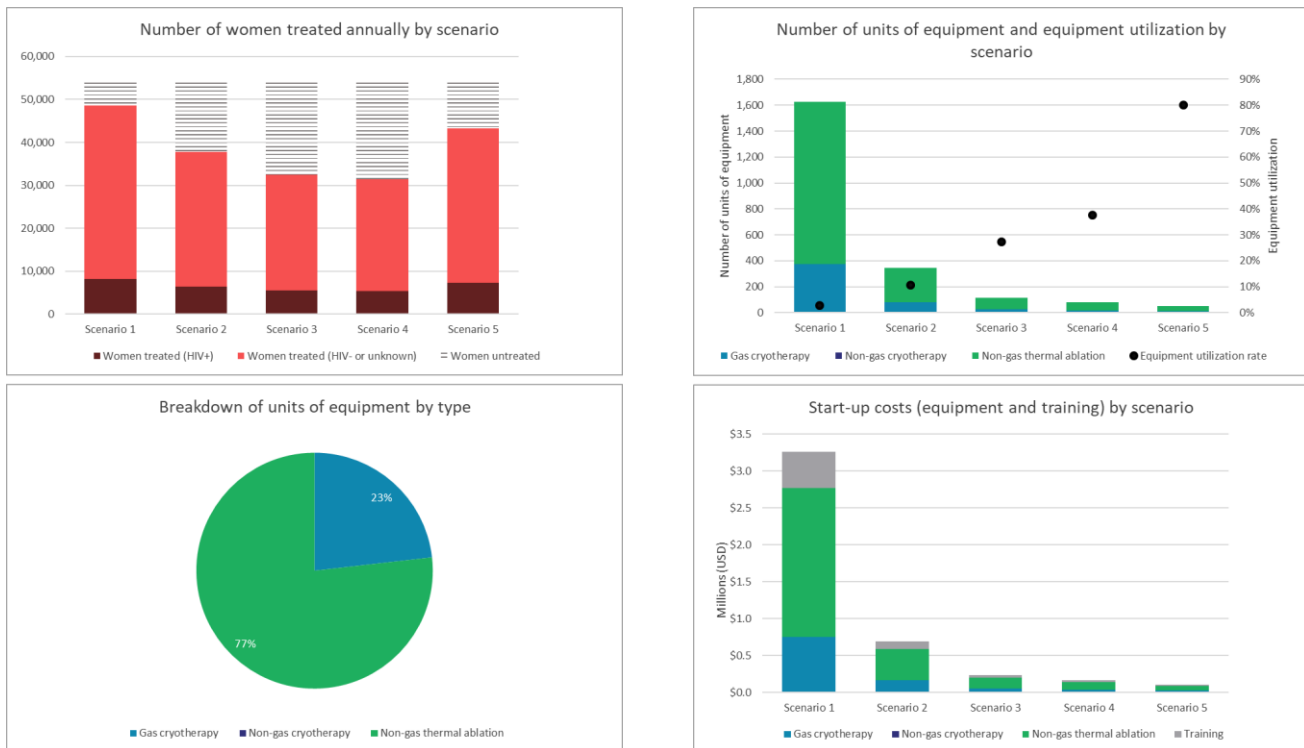 Number of women treated annually by scenario
60,000
50,000
40,000
30,000
20,000
10,000
0
Scenario 1 Scenario 2 Scenario 3 Scenario 4 Scenario 5
Women treated (HIV+) Women treated (HIV- or unknown) Women untreated
Number of units of equipment and equipment utilization by
scenario
Number of units of equipment
1,800
1,600
1,400
1,200
1,000
800
600
400
200
0
90%
80%
70%
60%
50%
40%
30%
20%
10%
0%
Equipment utilization
Scenario 1 Scenario 2 Scenario 3 Scenario 4 Scenario 5
Gas cryotherapy Non-gas cryotherapy Non-gas thermal ablation Equipment utilization rate
Breakdown of units of equipment by type
23%
77%
Gas cryotherapy Non-gas cryotherapy Non-gas thermal ablation
Start-up costs (equipment and training) by scenario
Millions (USD)
$3.5
$3.0
$2.5
$2.0
$1.5
$1.0
$0.5
$0.0
Scenario 1 Scenario 2 Scenario 3 Scenario 4 Scenario 5
Gas cryotherapy Non-gas cryotherapy Non-gas thermal ablation Training